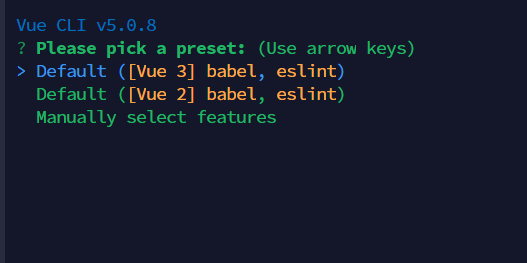 Vue CLI v5.0.8
? Please pick a preset: (Use arrow keys)
> Default ([Vue 3] babel, eslint)
Default ([Vue 2] babel, eslint)
Manually select features